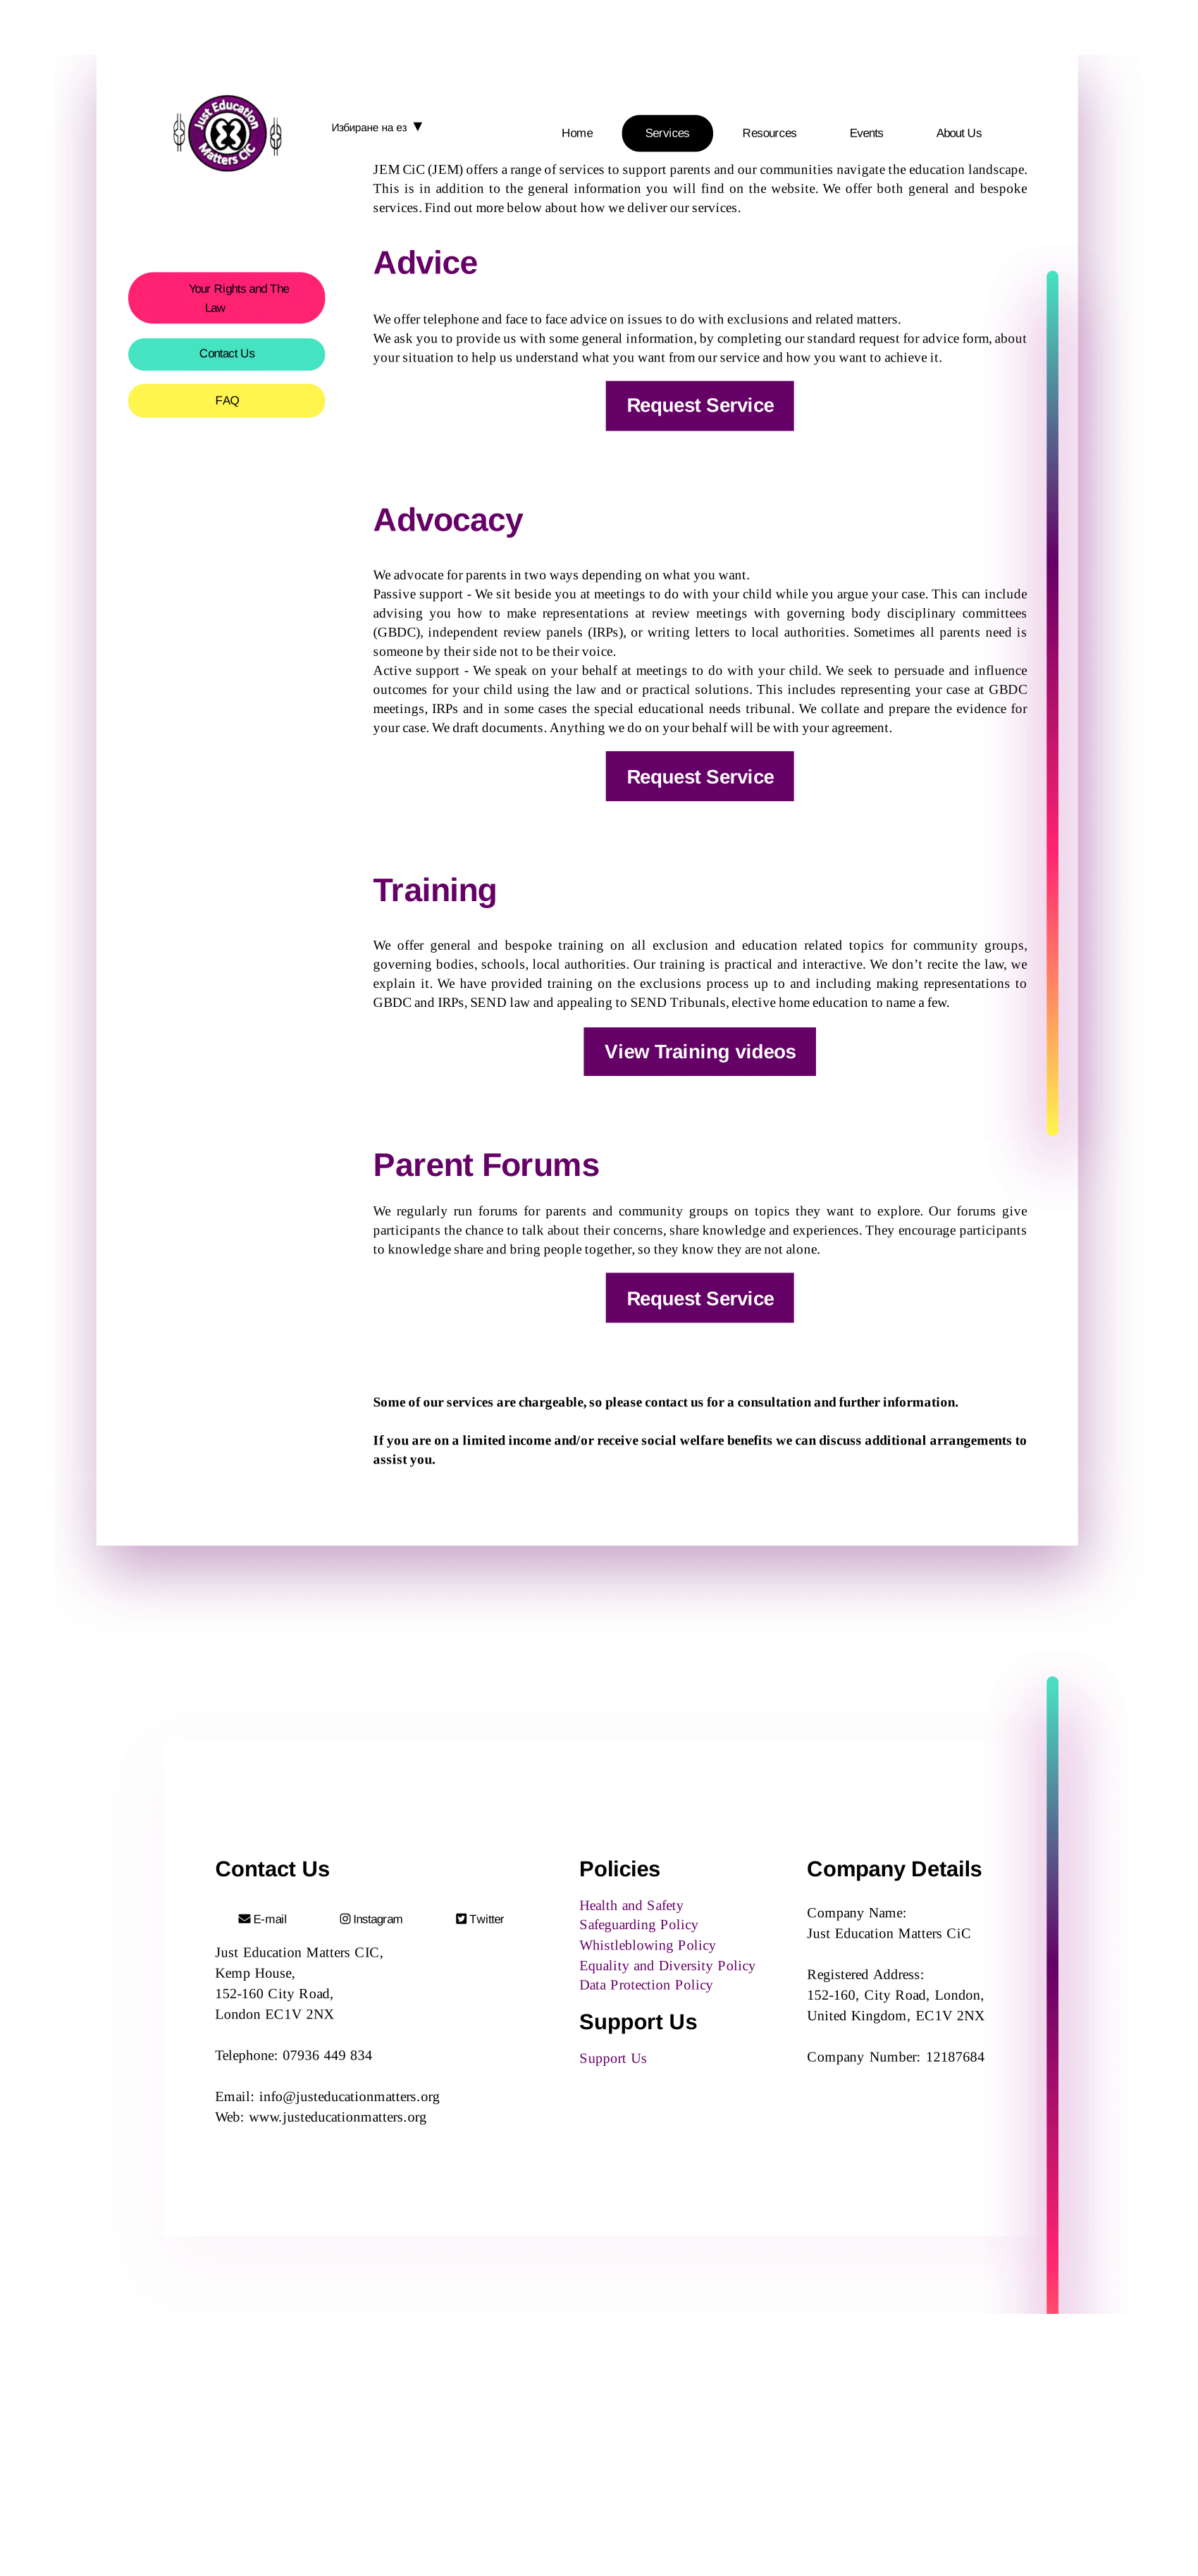 Just Education
Matters CIC
Избиране на ез ▼
Home
Services
Resources
Events
About Us
JEM CiC (JEM) offers a range of services to support parents and our communities navigate the education landscape.
This is in addition to the general information you will find on the website. We offer both general and bespoke
services. Find out more below about how we deliver our services.
Your Rights and The
Law
Contact Us
FAQ
Advice
We offer telephone and face to face advice on issues to do with exclusions and related matters.
We ask you to provide us with some general information, by completing our standard request for advice form, about
your situation to help us understand what you want from our service and how you want to achieve it.
Request Service
Advocacy
We advocate for parents in two ways depending on what you want.
Passive support - We sit beside you at meetings to do with your child while you argue your case. This can include
advising you how to make representations at review meetings with governing body disciplinary committees
(GBDC), independent review panels (IRPs), or writing letters to local authorities. Sometimes all parents need is
someone by their side not to be their voice.
Active support - We speak on your behalf at meetings to do with your child. We seek to persuade and influence
outcomes for your child using the law and or practical solutions. This includes representing your case at GBDC
meetings, IRPs and in some cases the special educational needs tribunal. We collate and prepare the evidence for
your case. We draft documents. Anything we do on your behalf will be with your agreement.
Request Service
Training
We offer general and bespoke training on all exclusion and education related topics for community groups,
governing bodies, schools, local authorities. Our training is practical and interactive. We don’t recite the law, we
explain it. We have provided training on the exclusions process up to and including making representations to
GBDC and IRPs, SEND law and appealing to SEND Tribunals, elective home education to name a few.
View Training videos
Parent Forums
We regularly run forums for parents and community groups on topics they want to explore. Our forums give
participants the chance to talk about their concerns, share knowledge and experiences. They encourage participants
to knowledge share and bring people together, so they know they are not alone.
Request Service
Some of our services are chargeable, so please contact us for a consultation and further information.
If you are on a limited income and/or receive social welfare benefits we can discuss additional arrangements to
assist you.
Contact Us
E-mail
Instagram
Twitter
Just Education Matters CIC,
Kemp House,
152-160 City Road,
London EC1V 2NX
Telephone: 07936 449 834
Email: info@justeducationmatters.org
Web: www.justeducationmatters.org
Policies
Health and Safety
Safeguarding Policy
Whistleblowing Policy
Equality and Diversity Policy
Data Protection Policy
Support Us
Support Us
Company Details
Company Name:
Just Education Matters CiC
Registered Address:
152-160, City Road, London,
United Kingdom, EC1V 2NX
Company Number: 12187684